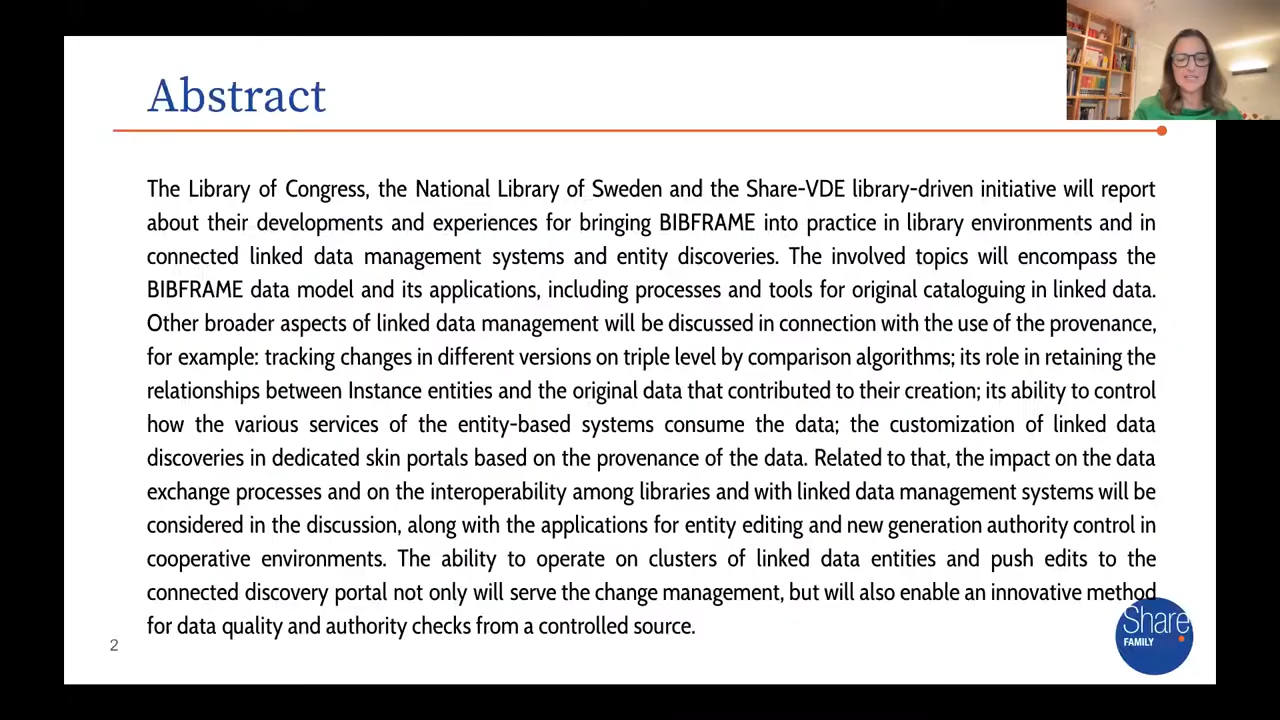 Abstract
The Library of Congress, the National Library of Sweden and the Share-VDE library-driven initiative will report
about their developments and experiences for bringing BIBFRAME into practice in library environments and in
connected linked data management systems and entity discoveries. The involved topics will encompass the
BIBFRAME data model and its applications, including processes and tools for original cataloguing in linked data.
Other broader aspects of linked data management will be discussed in connection with the use of the provenance,
for example: tracking changes in different versions on triple level by comparison algorithms; its role in retaining the
relationships between Instance entities and the original data that contributed to their creation; its ability to control
how the various services of the entity-based systems consume the data; the customization of linked data
discoveries in dedicated skin portals based on the provenance of the data. Related to that, the impact on the data
exchange processes and on the interoperability among libraries and with linked data management systems will be
considered in the discussion, along with the applications for entity editing and new generation authority control in
cooperative environments. The ability to operate on clusters of linked data entities and push edits to the
connected discovery portal not only will serve the change management, but will also enable an innovative method
for data quality and authority checks from a controlled source.
2
Share
FAMILY